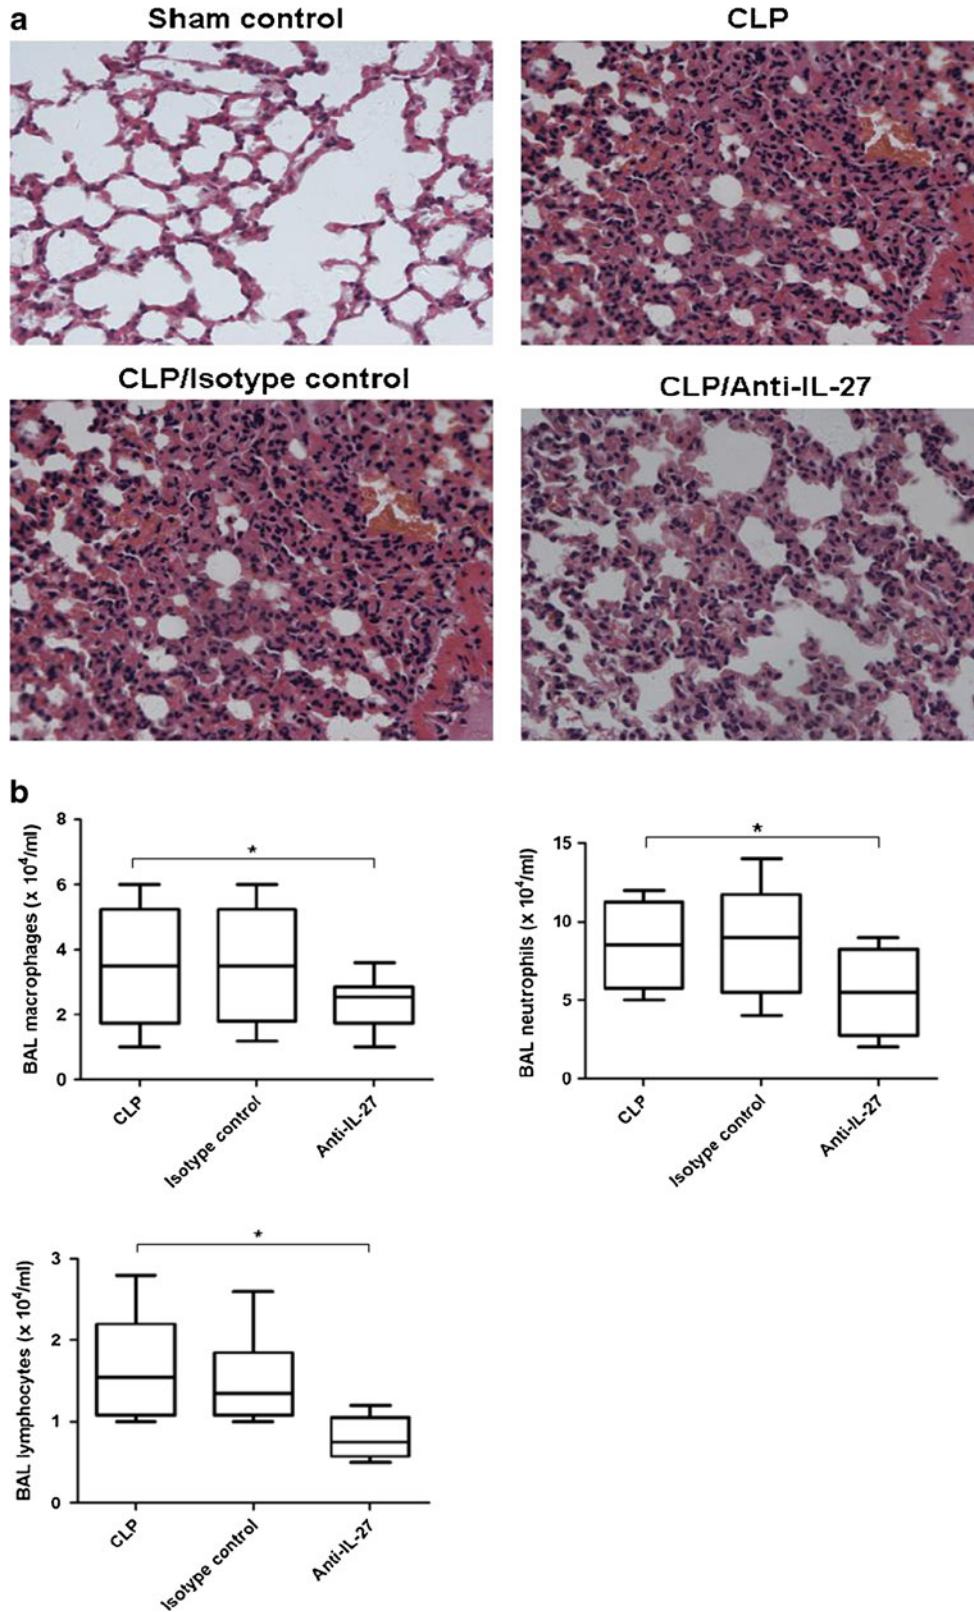 a
Sham control
CLP
CLP/Isotype control
CLP/Anti-IL-27
b
BAL macrophages (x 10⁴/ml)
8
6
4
2
0
*
CLP
Isotype control
Anti-IL-27
BAL neutrophils (x 10⁴/ml)
15
10
5
0
*
CLP
Isotype control
Anti-IL-27
BAL lymphocytes (x 10⁴/ml)
3
2
1
0
*
CLP
Isotype control
Anti-IL-27